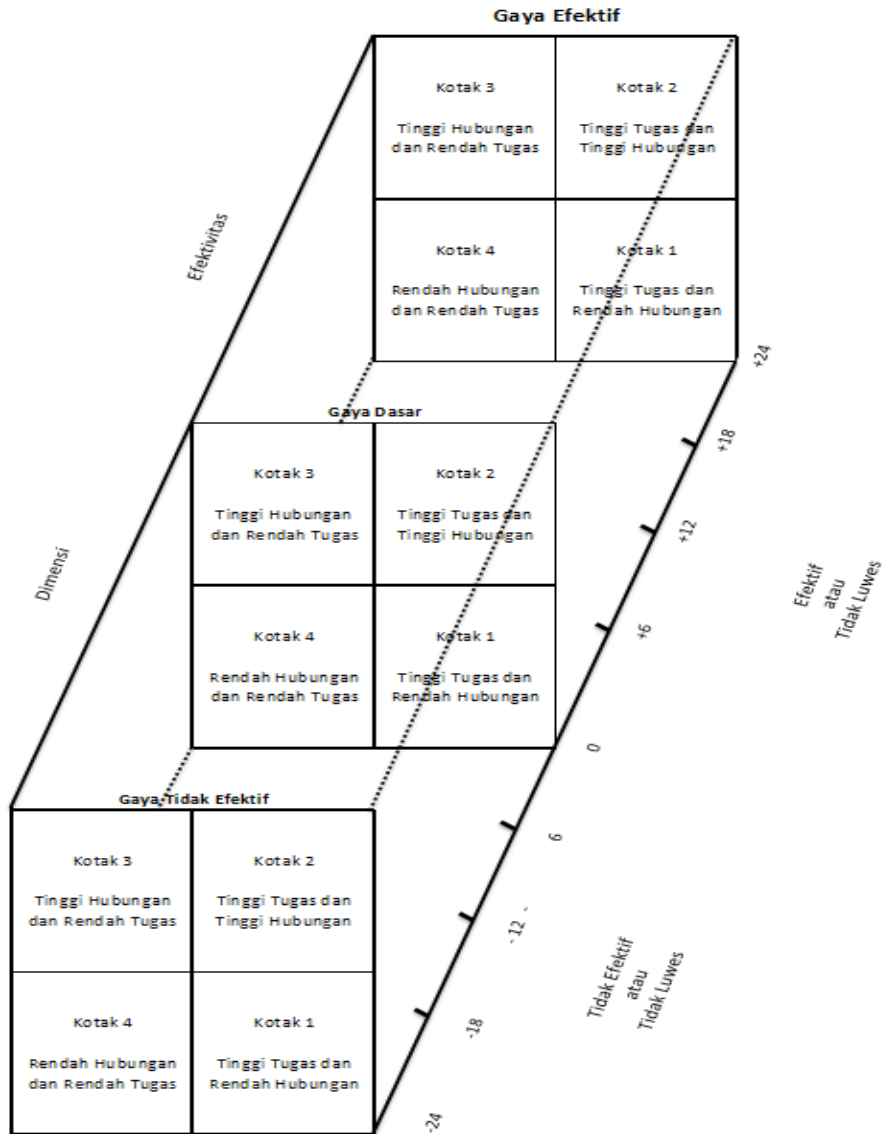 Gaya Efektif
Kotak 3
Tinggi Hubungan
dan Rendah Tugas
Kotak 2
Tinggi Tugas dan
Tinggi Hubungan
Kotak 4
Rendah Hubungan
dan Rendah Tugas
Kotak 1
Tinggi Tugas dan
Rendah Hubungan
Efektivitas
Dimensi
Gaya Dasar
Kotak 3
Tinggi Hubungan
dan Rendah Tugas
Kotak 2
Tinggi Tugas dan
Tinggi Hubungan
Kotak 4
Rendah Hubungan
dan Rendah Tugas
Kotak 1
Tinggi Tugas dan
Rendah Hubungan
Gaya Tidak Efektif
Kotak 3
Tinggi Hubungan
dan Rendah Tugas
Kotak 2
Tinggi Tugas dan
Tinggi Hubungan
Kotak 4
Rendah Hubungan
dan Rendah Tugas
Kotak 1
Tinggi Tugas dan
Rendah Hubungan
+24
+18
+12
+6
0
6
- 12 -
-18
-24
Efektif
atau
Tidak Luwes
Tidak Efektif
atau
Tidak Luwes